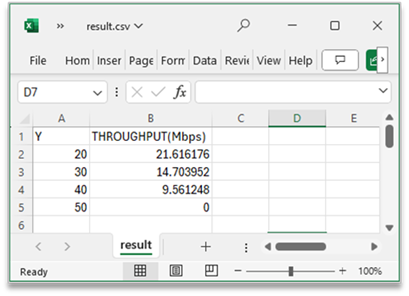 » result.csv
File Hom Inser Page Form Data Revie View Help
D7 fx
A B C D E
1 Y THROUGHPUT(Mbps)
2 20 21.616176
3 30 14.703952
4 40 9.561248
5 50 0
6
result
Ready 100%